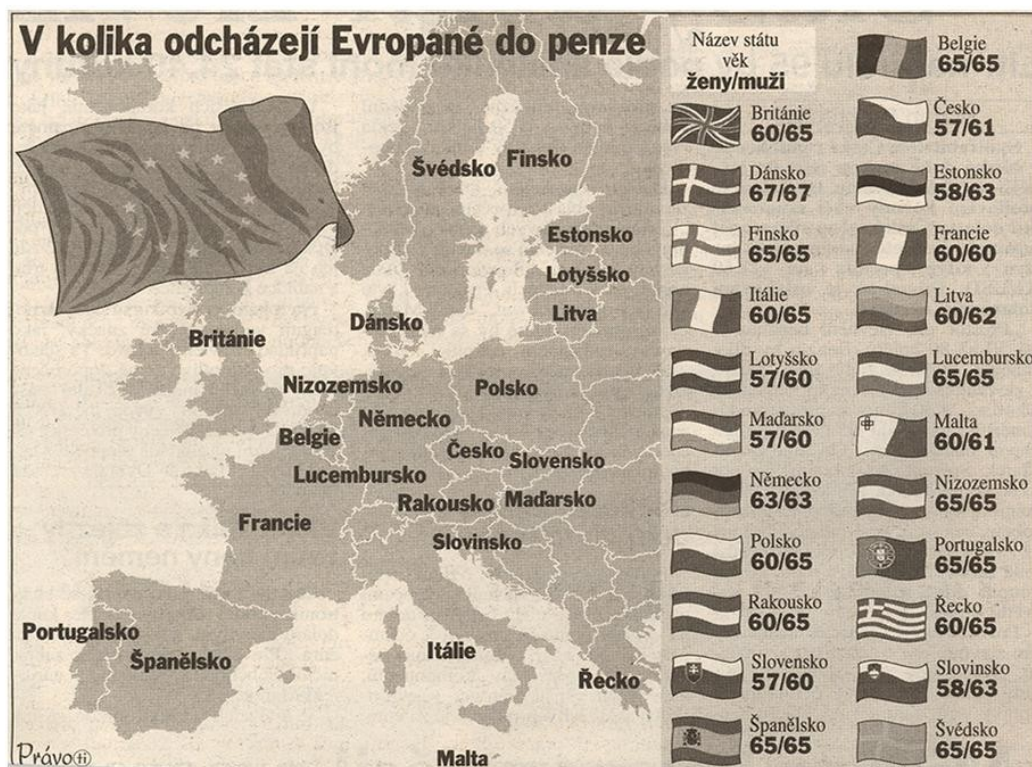 V kolika odcházejí Evropané do penze
Název státu
věk
ženy/muži
Belgie
65/65
Británie
60/65
Česko
57/61
Dánsko
67/67
Estonsko
58/63
Finsko
65/65
Francie
60/60
Itálie
60/65
Litva
60/62
Lotyšsko
57/60
Lucembursko
65/65
Maďarsko
57/60
Malta
60/61
Německo
63/63
Nizozemsko
65/65
Polsko
60/65
Portugalsko
65/65
Rakousko
60/65
Řecko
60/65
Slovensko
57/60
Slovinsko
58/63
Španělsko
65/65
Švédsko
65/65
Švédsko
Finsko
Estonsko
Lotyšsko
Litva
Dánsko
Británie
Nizozemsko
Polsko
Německo
Belgie
Česko
Slovensko
Lucembursko
Rakousko
Maďarsko
Francie
Slovinsko
Portugalsko
Španělsko
Itálie
Řecko
Malta
Právo